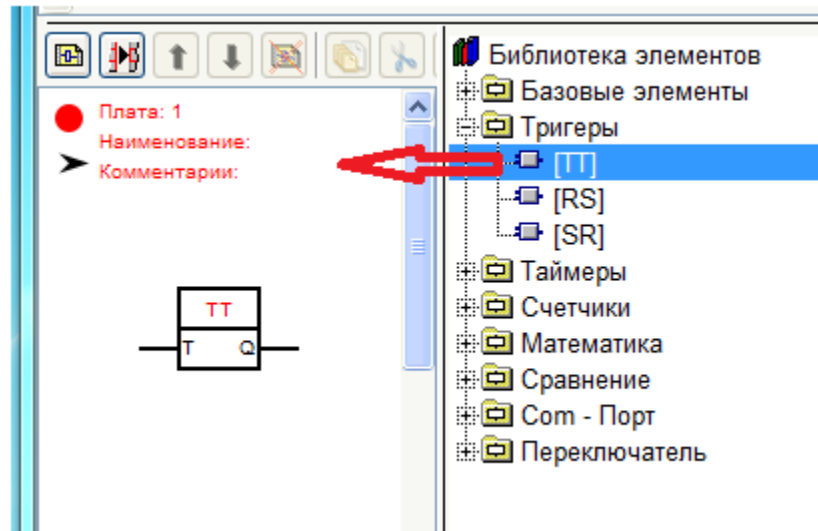 Плата: 1
Наименование:
Комментарии:
TT
T Q
Библиотека элементов
Базовые элементы
Тригеры
[TT]
[RS]
[SR]
Таймеры
Счетчики
Математика
Сравнение
Com - Порт
Переключатель